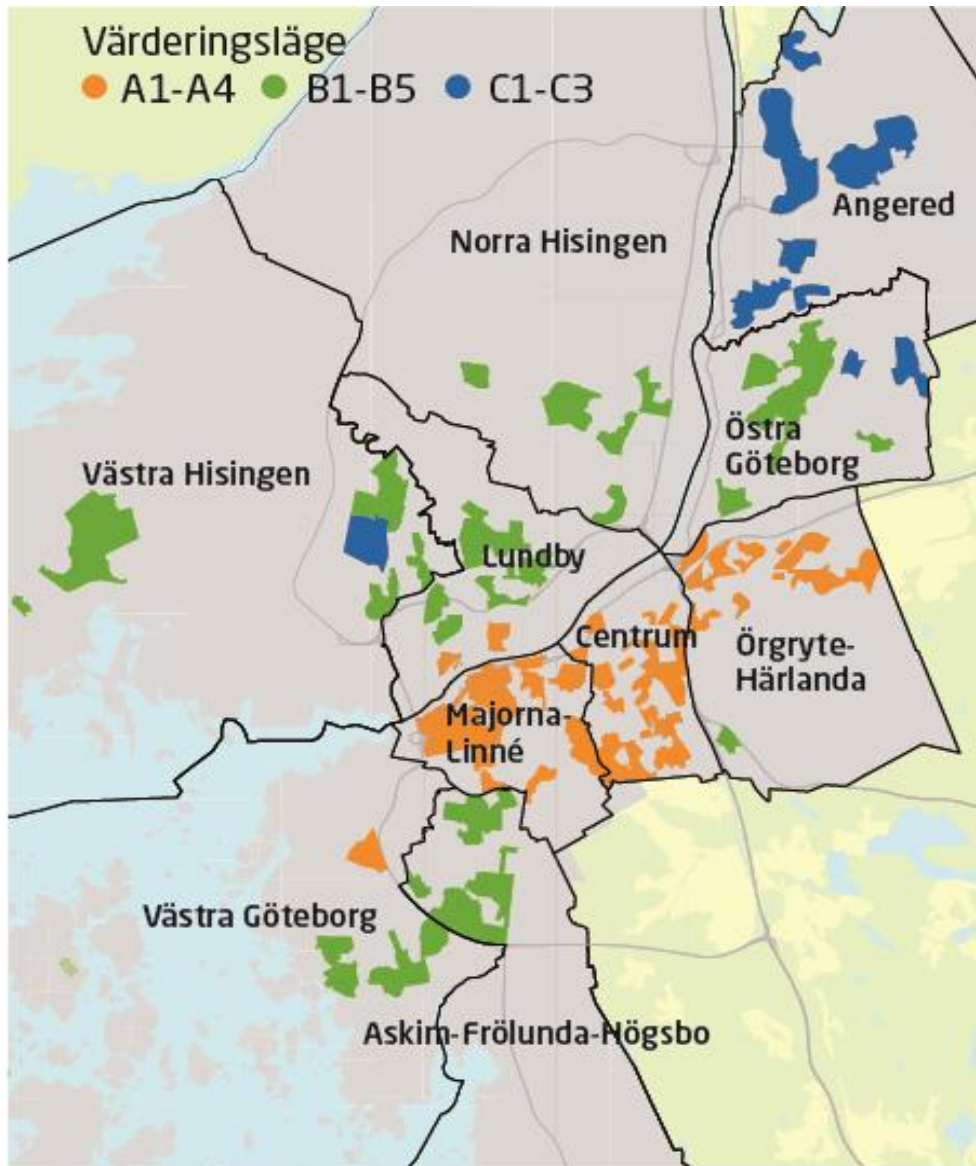 Värderingsläge
A1-A4 B1-B5 C1-C3
Angered
Norra Hisingen
Östra
Göteborg
Västra Hisingen
Lundby
Centrum
Örgryte-
Härlanda
Majorna-
Linné
Västra Göteborg
Askim-Frölunda-Högsbo